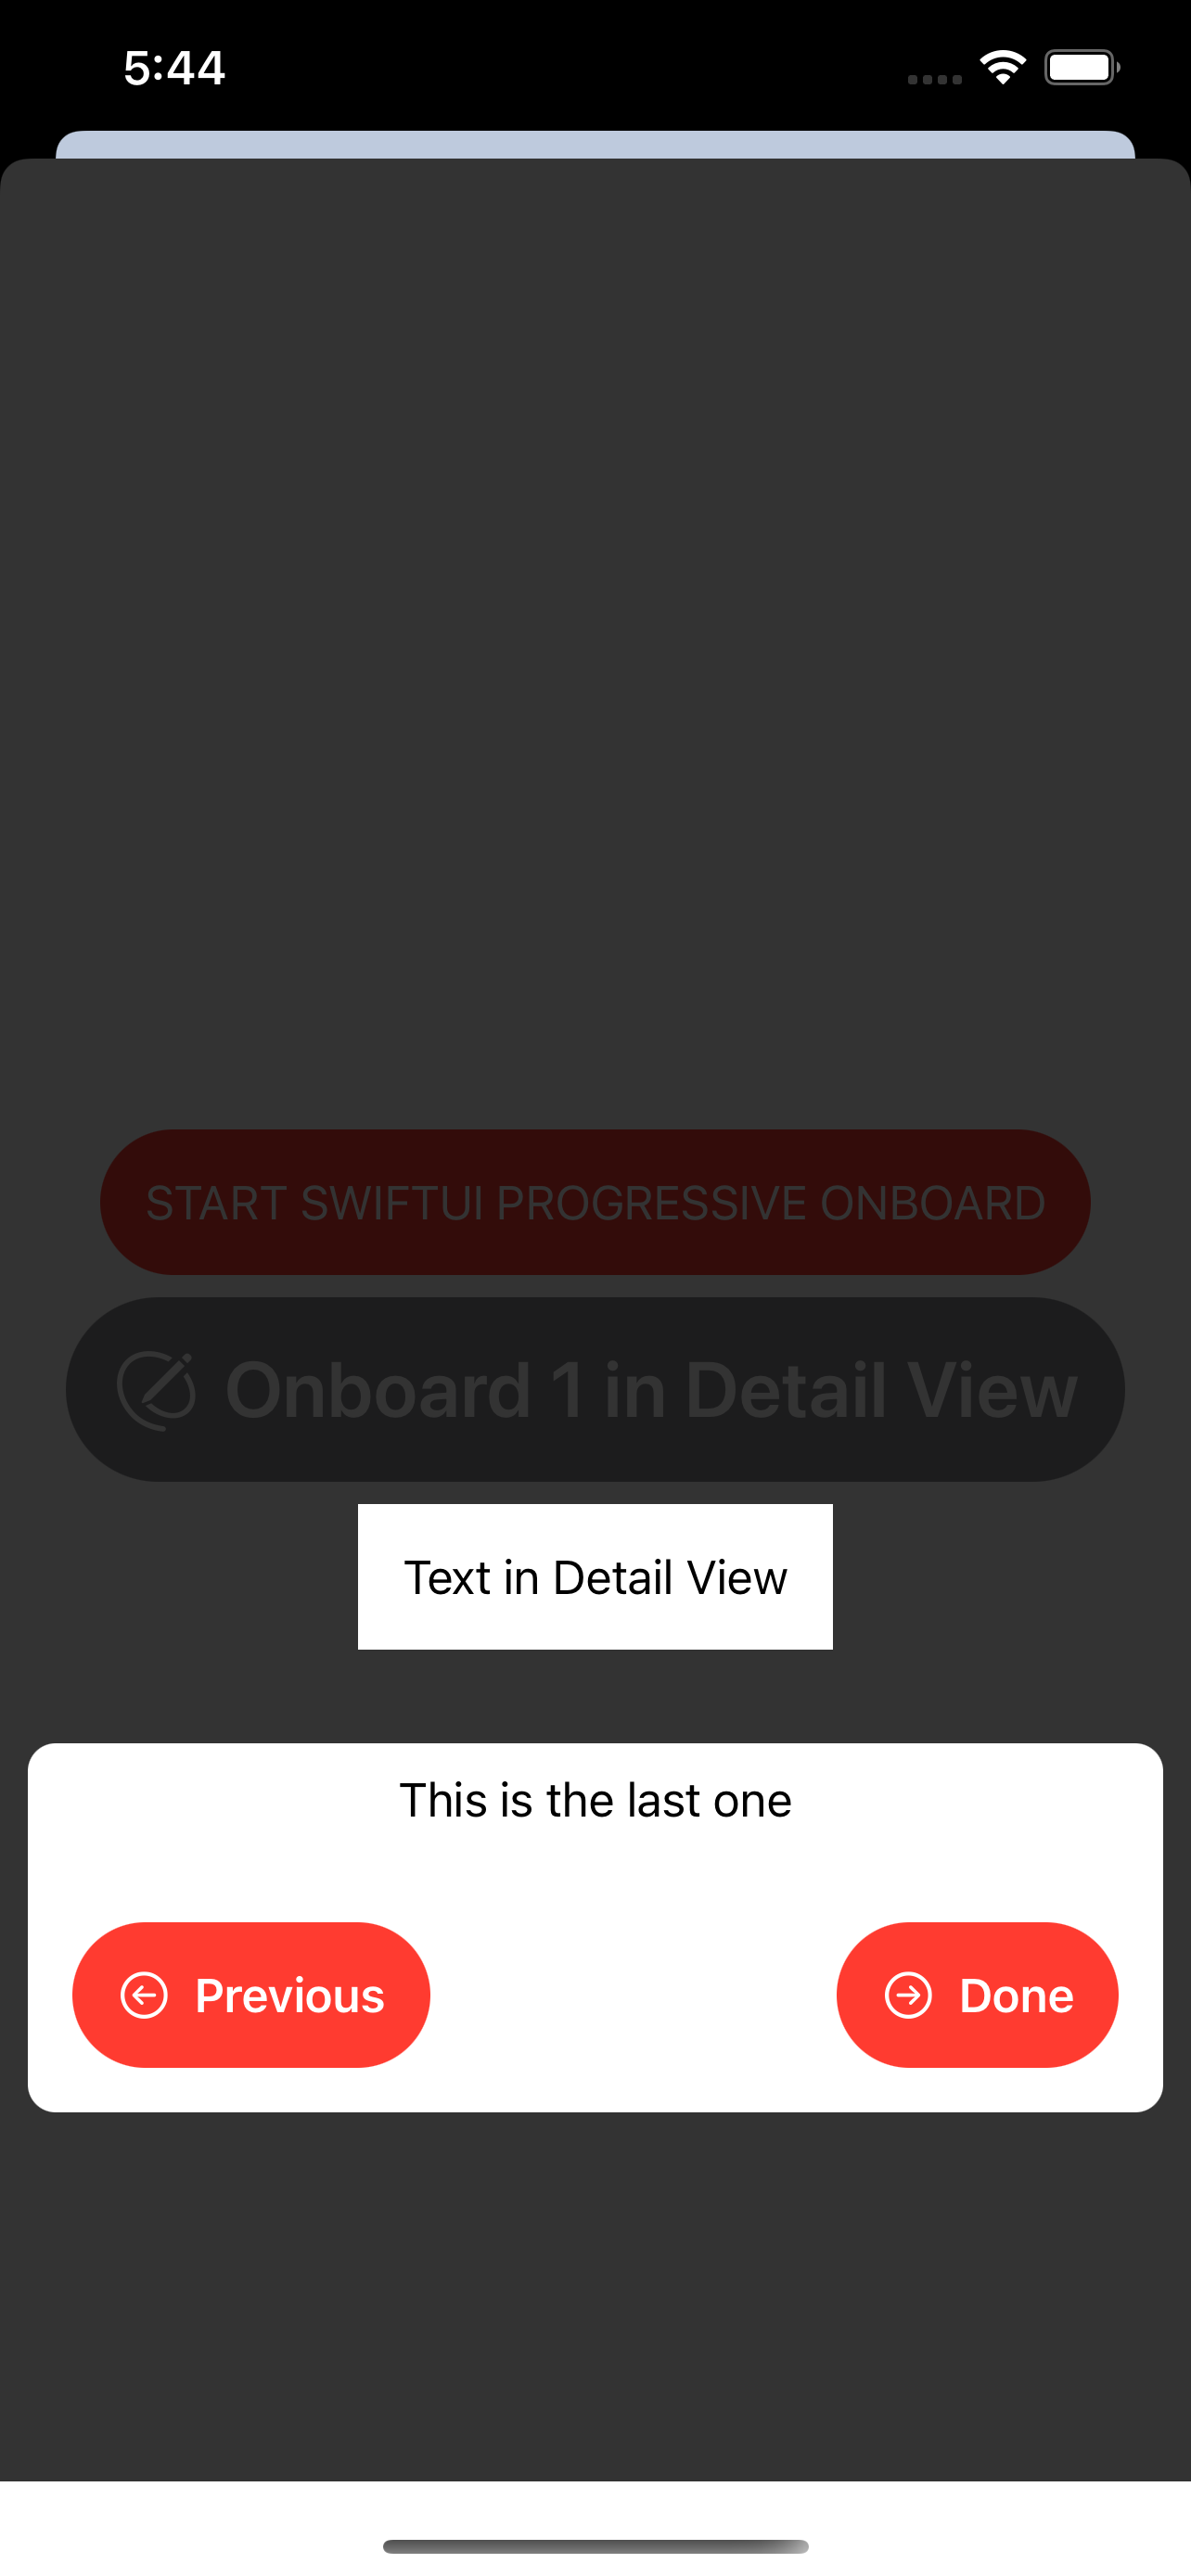 5:44
START SWIFTUI PROGRESSIVE ONBOARD
Onboard 1 in Detail View
Text in Detail View
This is the last one
Previous
Done